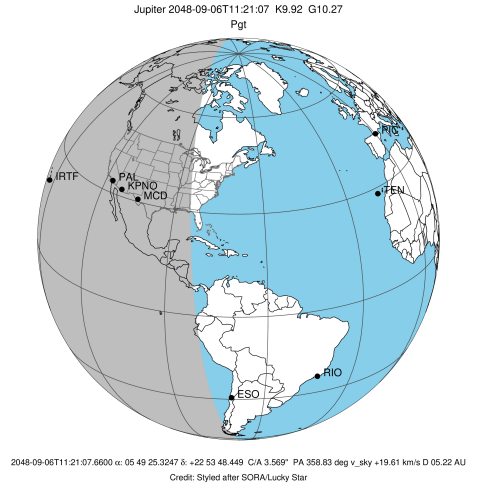 Jupiter 2048-09-06T11:21:07 K9.92 G10.27
Pgt
PIC
IRTF
PAL
KPNO
MCD
TEN
RIO
ESO
2048-09-06T11:21:07.6600 α: 05 49 25.3247 δ: +22 53 48.449 C/A 3.569" PA 358.83 deg v_sky +19.61 km/s D 05.22 AU
Credit: Styled after SORA/Lucky Star